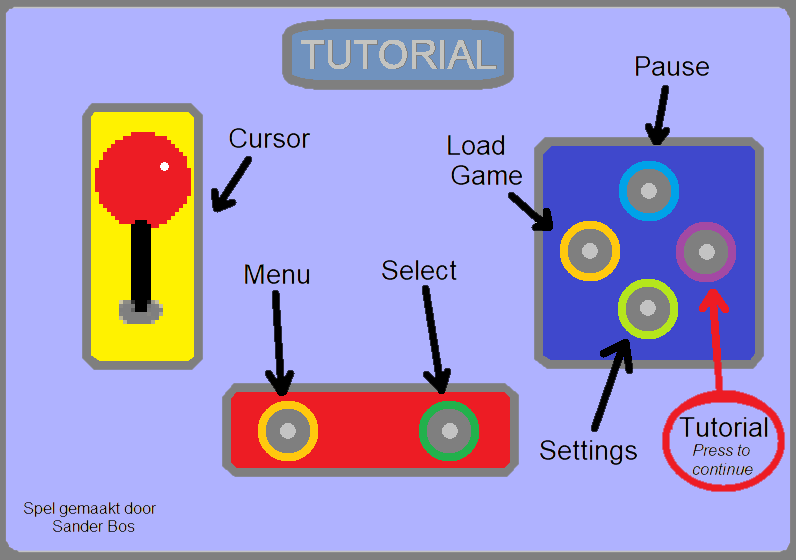 TUTORIAL
Pause
Cursor
Load
Game
Menu
Select
Settings
Tutorial
Press to
continue
Spel gemaakt door
Sander Bos